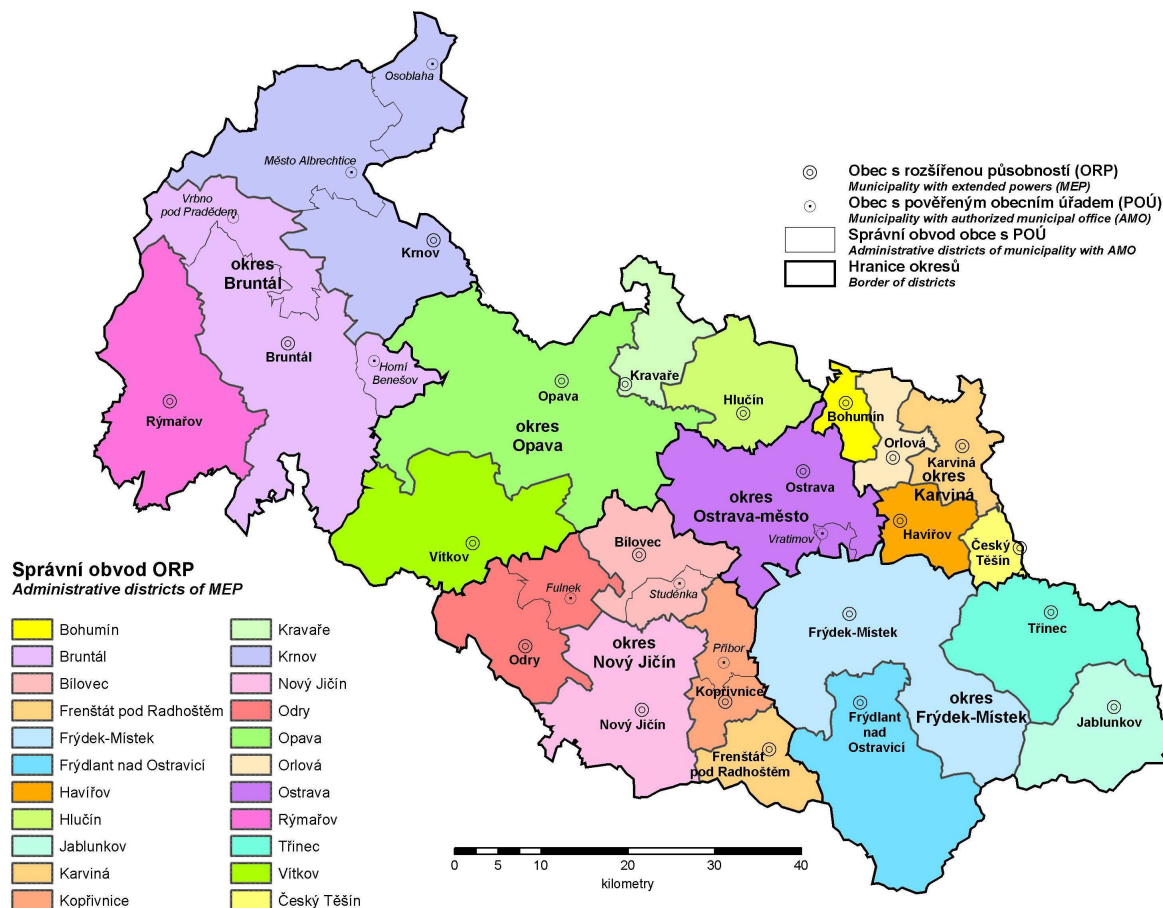 Osoblaha
Město Albrechtice
Vrbno
pod Pradědem
Krnov
okres
Bruntál
Bruntál
Horní
Benešov
Rýmařov
Obec s rozšířenou působností (ORP)
Municipality with extended powers (MEP)
Obec s pověřeným obecním úřadem (POÚ)
Municipality with authorized municipal office (AMO)
Správní obvod obce s POÚ
Administrative districts of municipality with AMO
Hranice okresů
Border of districts
Kravaře
Opava
Hlučín
okres
Opava
Bohumín
Orlová
Karviná
okres
Karviná
Ostrava
okres
Ostrava-město
Vratimov
Havířov
Český
Těšín
Vítkov
Bílovec
Studénka
Fulnek
Odry
okres
Nový Jičín
Nový Jičín
Příbor
Kopřivnice
Frenštát
pod Radhoštěm
Frýdek-Místek
Třinec
okres
Frýdek-Místek
Frýdlant
nad
Ostravicí
Jablunkov
Správní obvod ORP
Administrative districts of MEP
Bohumín
Bruntál
Bílovec
Frenštát pod Radhoštěm
Frýdek-Místek
Frýdlant nad Ostravicí
Havířov
Hlučín
Jablunkov
Karviná
Kopřivnice
Kravaře
Krnov
Nový Jičín
Odry
Opava
Orlová
Ostrava
Rýmařov
Třinec
Vítkov
Český Těšín
0 5 10 20 30 40
kilometry